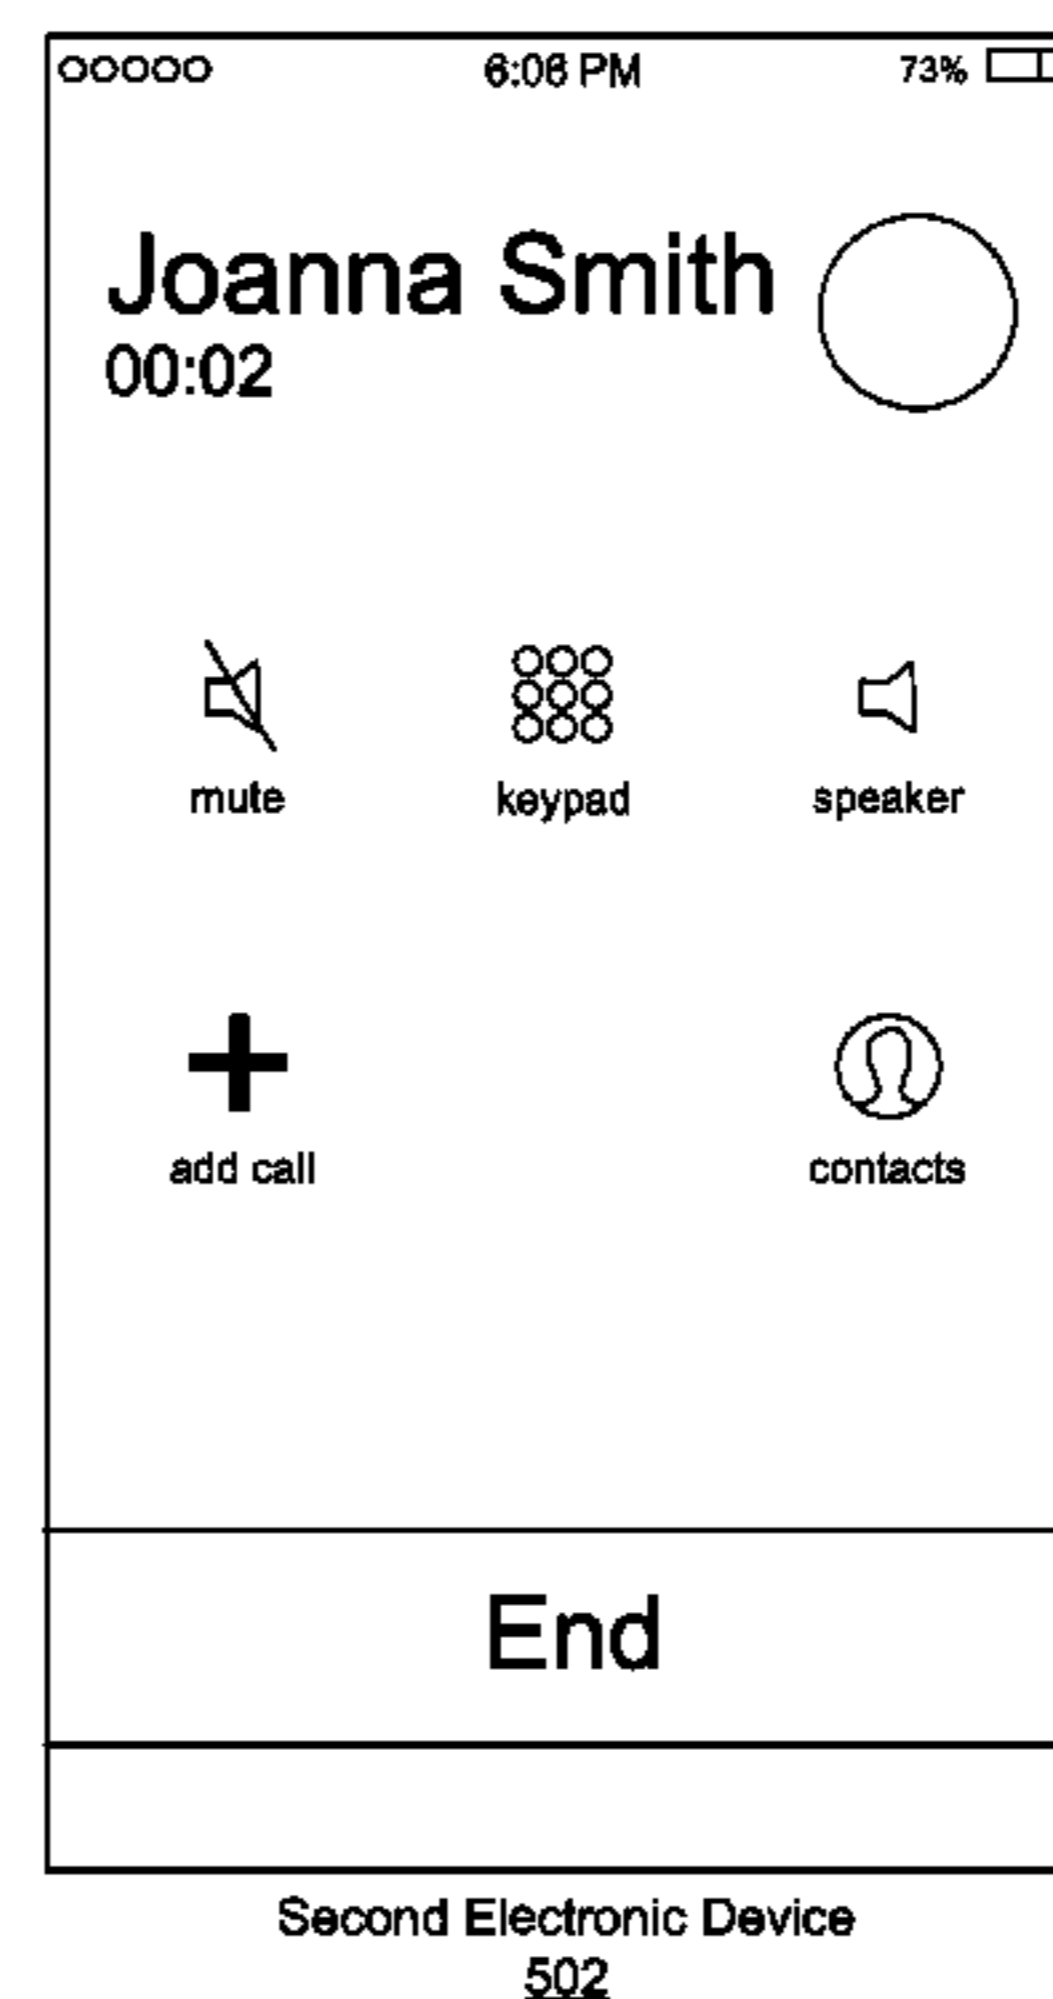 6:06 PM 73%
Joanna Smith
00:02
mute keypad speaker
add call contacts
End
Second Electronic Device
502